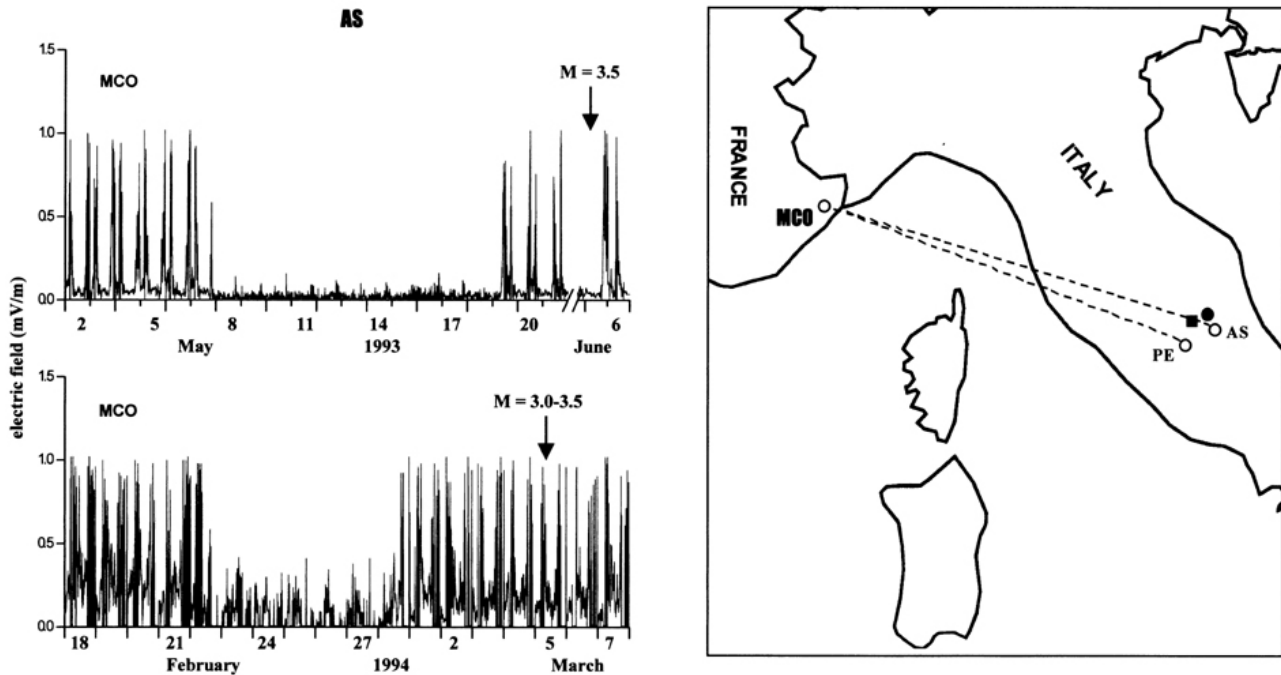 AS
electric field (mV/m)
1.5
1.0
0.5
0.0
MCO
M = 3.5
2 5 8 11 14 17 20 6
May 1993 June
1.5
1.0
0.5
0.0
MCO
M = 3.0-3.5
18 21 24 27 2 5 7
February 1994 March
FRANCE
ITALY
MCO
PE
AS